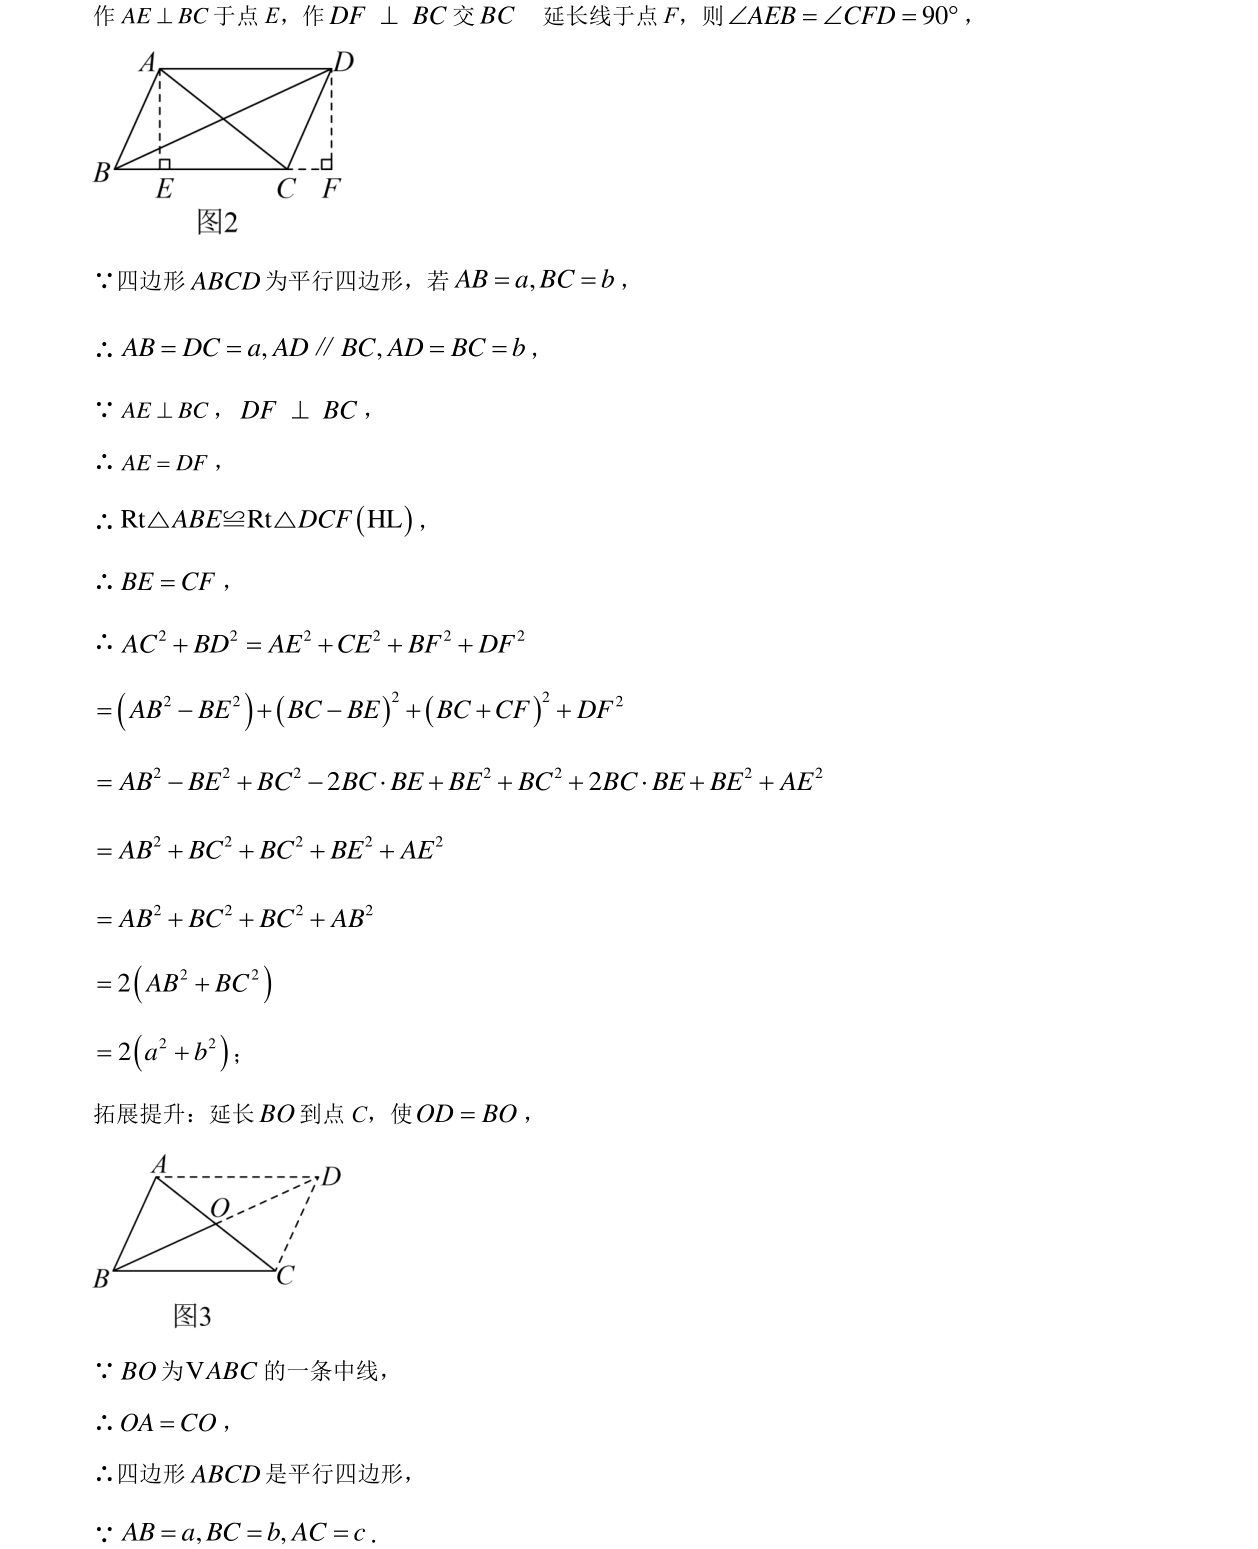 作 AE⊥BC 于点 E，作 DF ⊥ BC 交 BC 延长线于点 F，则 ∠AEB=∠CFD=90°，
A D
B E C F
图2
∵四边形 ABCD 为平行四边形，若 AB=a,BC=b，
∴ AB=DC=a,AD∥BC,AD=BC=b，
∵ AE⊥BC，DF ⊥ BC，
∴ AE=DF，
∴ Rt△ABE≌Rt△DCF(HL)，
∴ BE=CF，
∴ AC²+BD²=AE²+CE²+BF²+DF²
=(AB²−BE²)+(BC−BE)²+(BC+CF)²+DF²
=AB²−BE²+BC²−2BC·BE+BE²+BC²+2BC·BE+BE²+AE²
=AB²+BC²+BC²+BE²+AE²
=AB²+BC²+BC²+AB²
=2(AB²+BC²)
=2(a²+b²)；
拓展提升：延长 BO 到点 C，使 OD=BO，
A D
O
B C
图3
∵ BO 为V ABC 的一条中线，
∴ OA=CO，
∴四边形 ABCD 是平行四边形，
∵ AB=a,BC=b,AC=c．